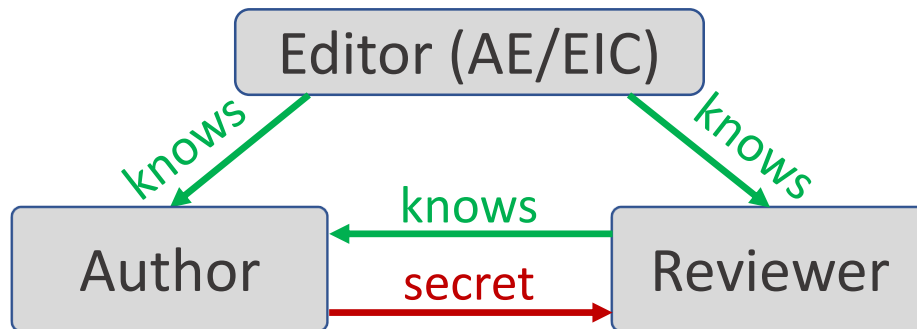 Editor (AE/EIC)
knows
knows
knows
Author
secret
Reviewer